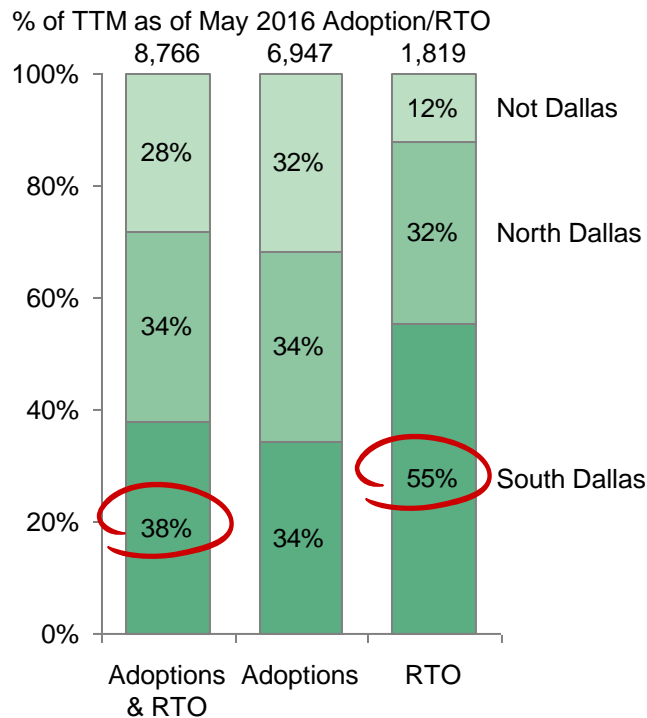 % of TTM as of May 2016 Adoption/RTO
8,766 6,947 1,819
100%
12% Not Dallas
28% 32%
80%
32% North Dallas
60%
34% 34%
40%
55% South Dallas
38% 34%
20%
0%
Adoptions Adoptions RTO
& RTO